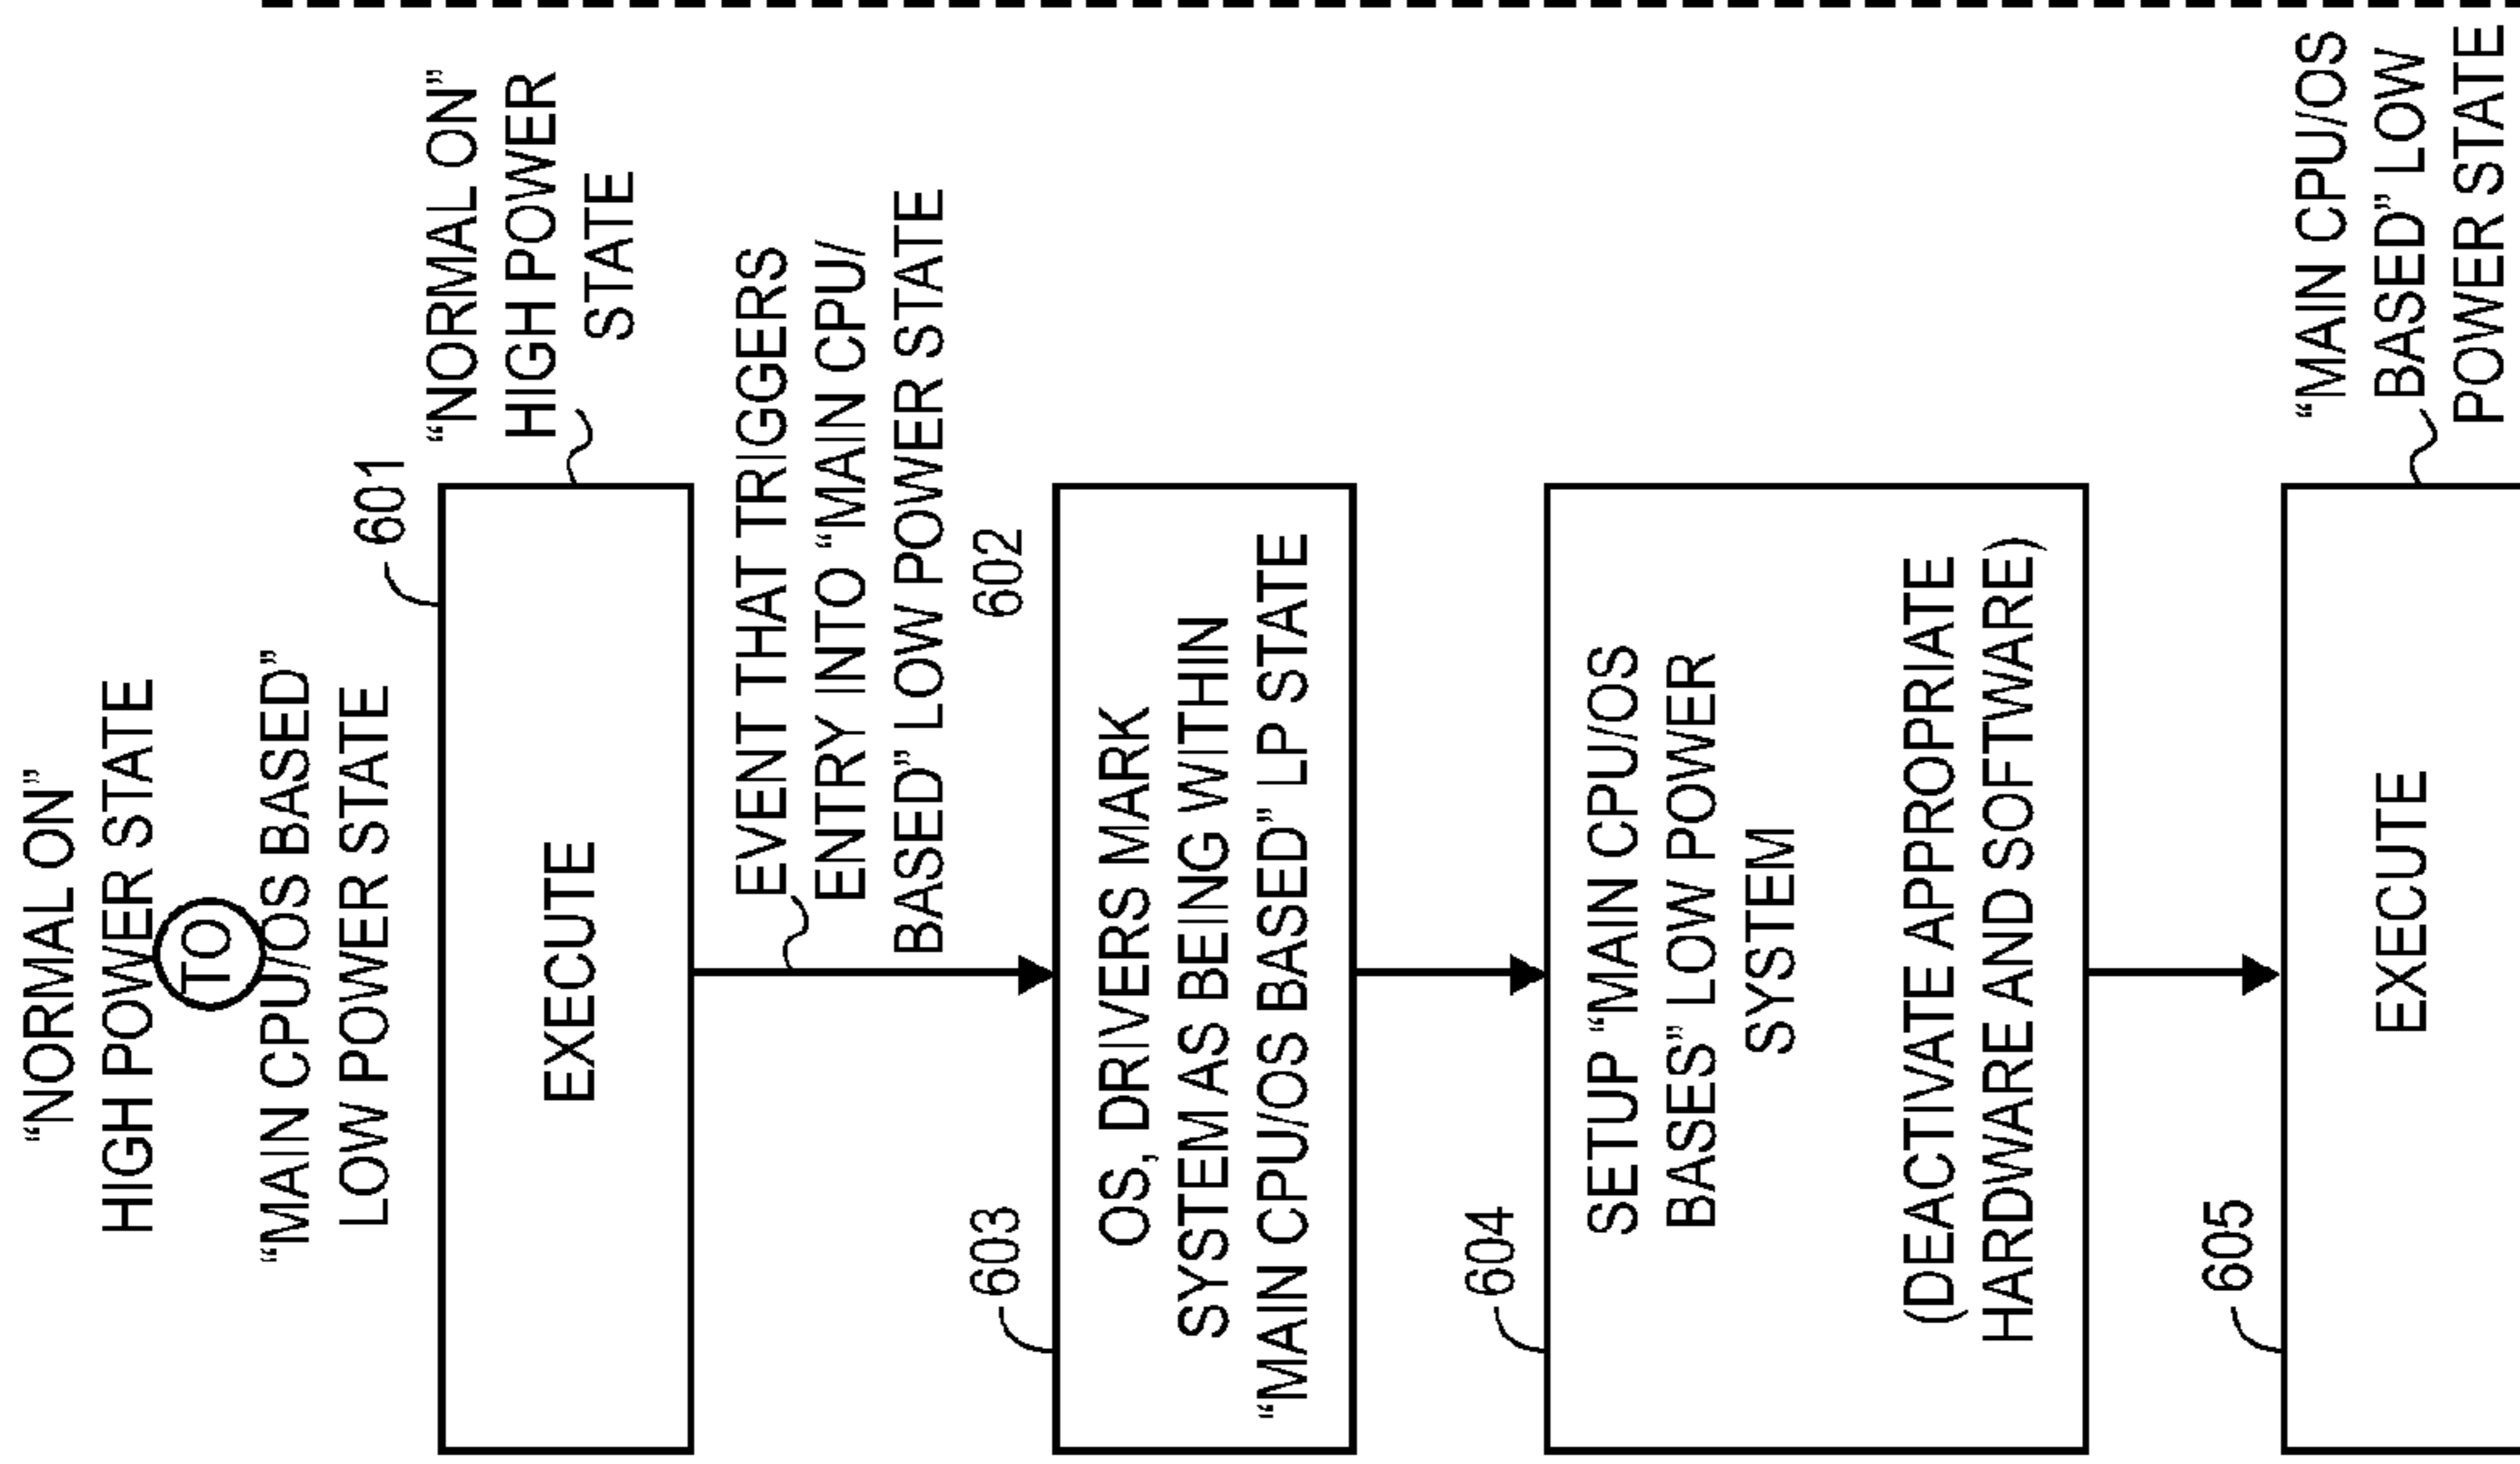 “NORMAL ON”
HIGH POWER STATE
TO
“MAIN CPU/OS BASED”
LOW POWER STATE
601
“NORMAL ON”
HIGH POWER
STATE
EXECUTE
EVENT THAT TRIGGERS
ENTRY INTO “MAIN CPU/
BASED” LOW POWER STATE
602
603
OS, DRIVERS MARK
SYSTEM AS BEING WITHIN
“MAIN CPU/OS BASED” LP STATE
604
SETUP “MAIN CPU/OS
BASES” LOW POWER
SYSTEM
(DEACTIVATE APPROPRIATE
HARDWARE AND SOFTWARE)
605
“MAIN CPU/OS
BASED” LOW
POWER STATE
EXECUTE